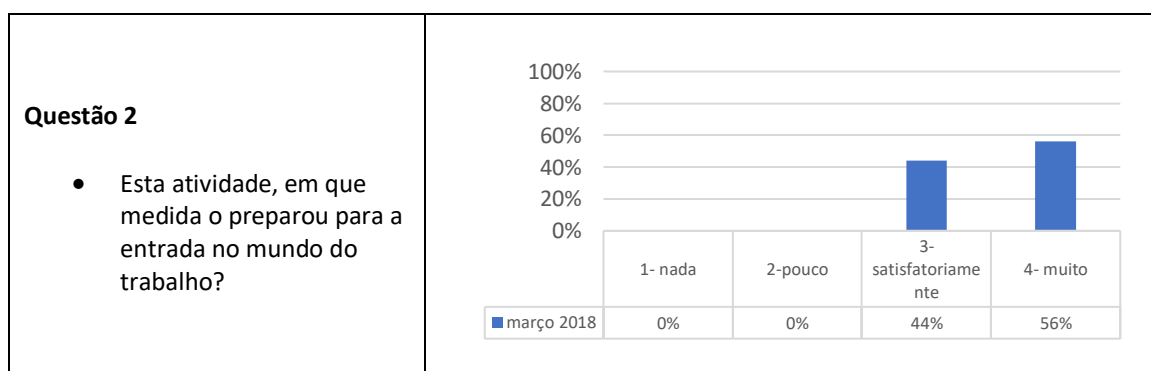 Questão 2
• Esta atividade, em que
medida o preparou para a
entrada no mundo do
trabalho?
100%
80%
60%
40%
20%
0%
1- nada 2-pouco 3-
satisfatoriame
nte 4- muito
março 2018 0% 0% 44% 56%